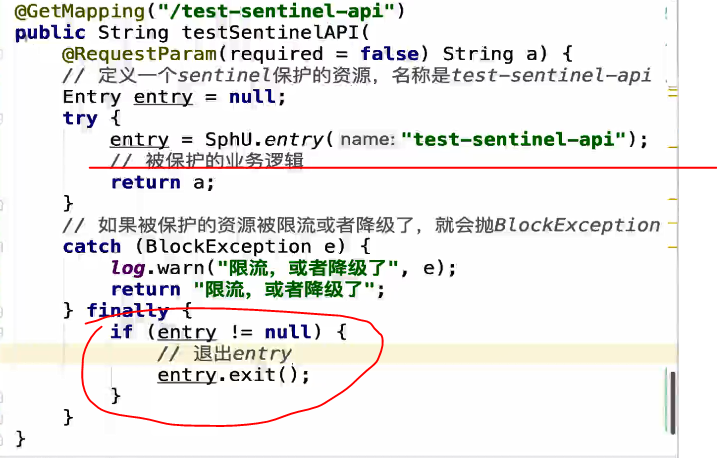 @GetMapping("/test-sentinel-api")
public String testSentinelAPI(
@RequestParam(required = false) String a) {
// 定义一个sentinel保护的资源，名称是test-sentinel-api
Entry entry = null;
try {
entry = SphU.entry( name: "test-sentinel-api");
// 被保护的业务逻辑
return a;
}
// 如果被保护的资源被限流或者降级了，就会抛BlockException
catch (BlockException e) {
log.warn("限流，或者降级了", e);
return "限流，或者降级了";
} finally {
if (entry != null) {
// 退出entry
entry.exit();
}
}
}